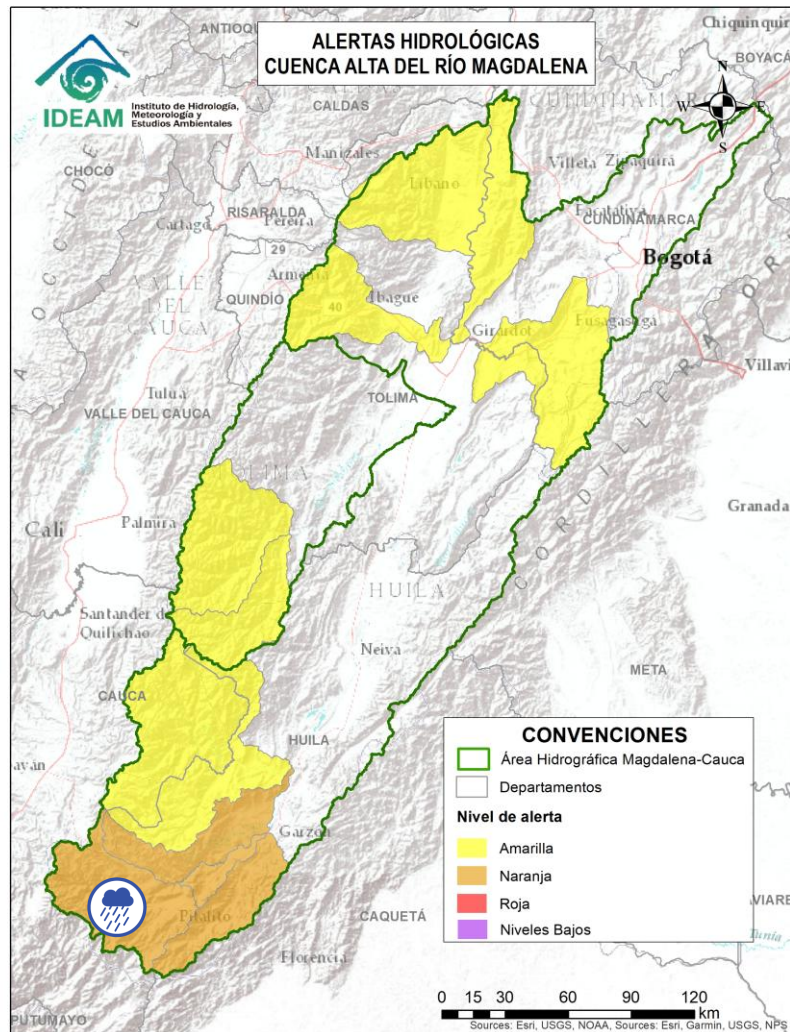 ALERTAS HIDROLÓGICAS
CUENCA ALTA DEL RÍO MAGDALENA
IDEAM
Instituto de Hidrología,
Meteorología y
Estudios Ambientales
N
W
E
S
Chiquinquir
BOYACÁ
CALDAS
Manizales
Líbano
Villeta
Zipaquirá
CHOCÓ
RISARALDA
Pereira
Cartago
Facatativá
CUNDINAMARCA
Bogotá
29
Armenia
QUINDÍO
40
Ibagué
VALLE
DEL
CAUCA
Girardot
Fusagasuga
Villavi
Tuluá
VALLE DEL CAUCA
TOLIMA
Granada
Palmira
Cali
CORDILLERA
ORI
HUILA
Santander de
Quilichao
Neiva
META
CAUCA
HUILA
Garzón
Pitalito
CAQUETÁ
Florencia
PUTUMAYO
VIARE
CONVENCIONES
Área Hidrográfica Magdalena-Cauca
Departamentos
Nivel de alerta
Amarilla
Naranja
Roja
Niveles Bajos
0 15 30 60 90 120
km
Sources: Esri, USGS, NOAA, Sources: Esri, Garmin, USGS, NPS